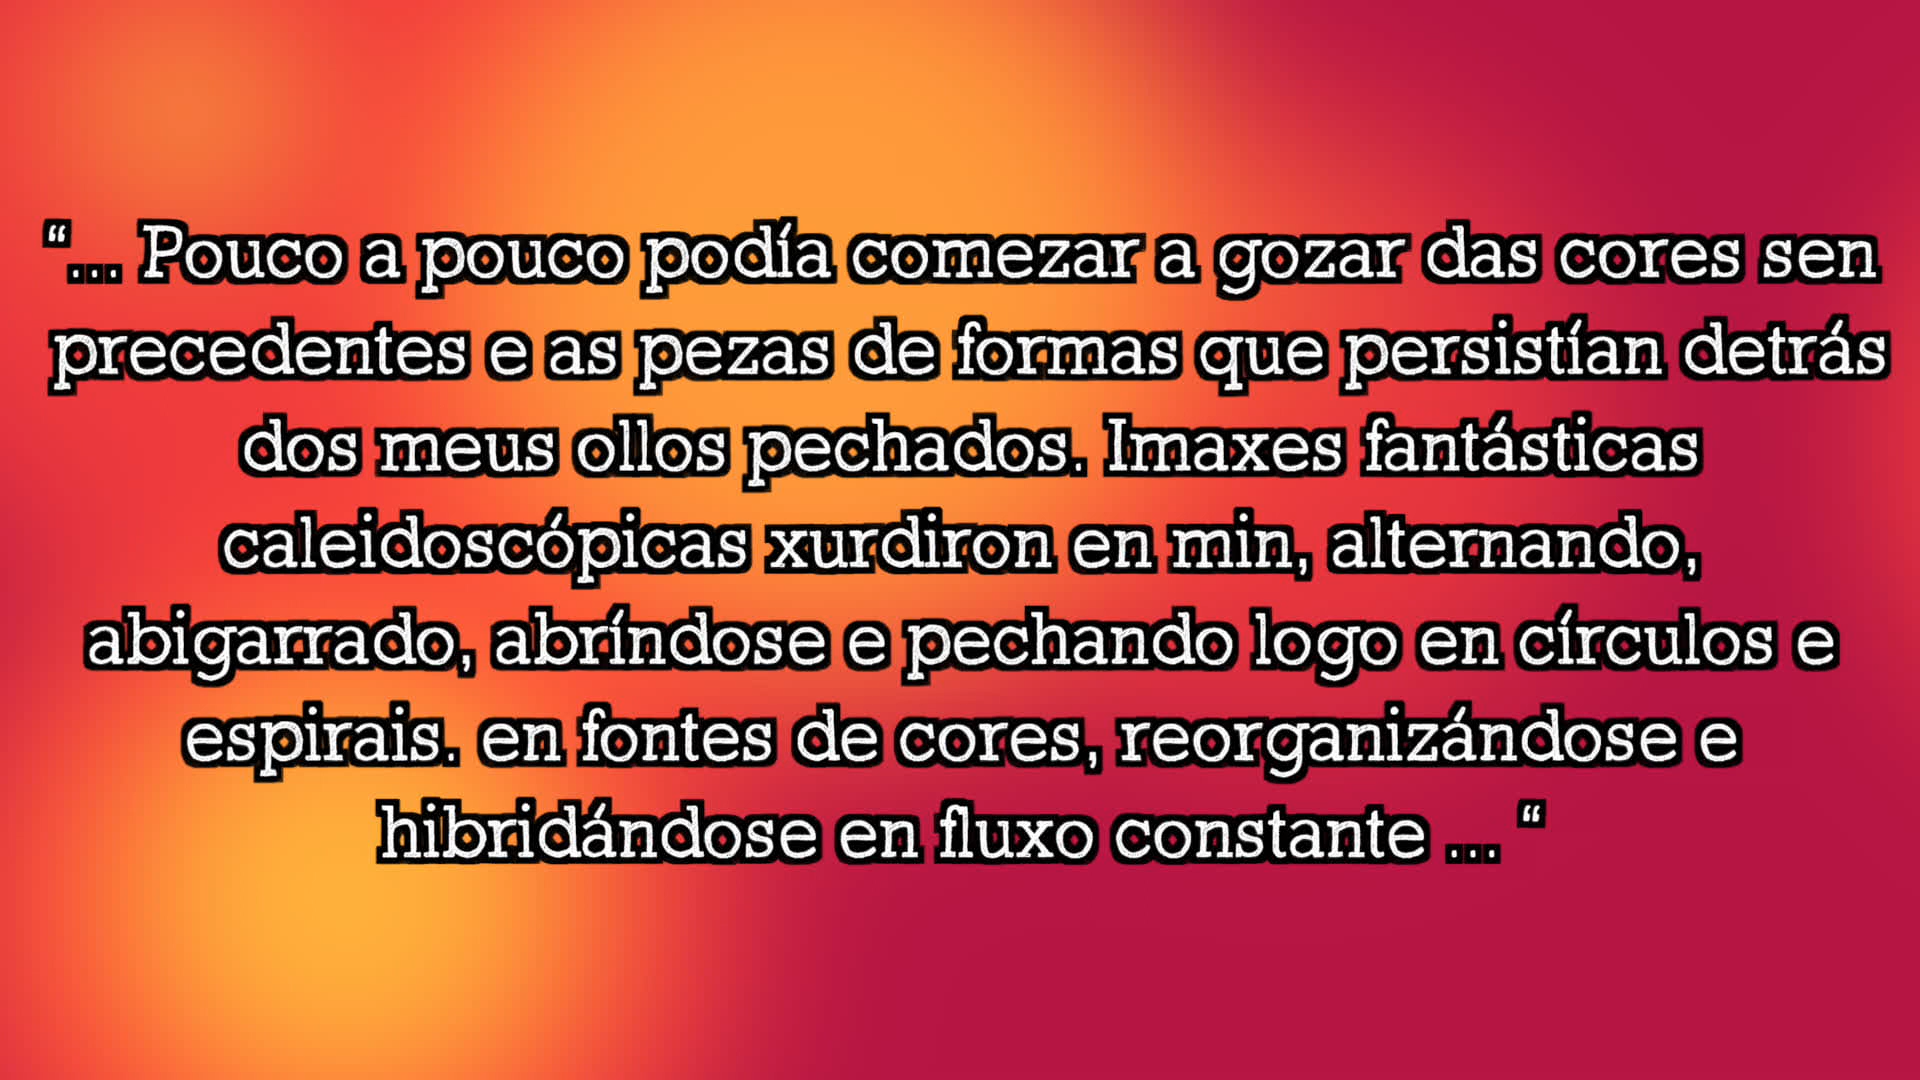 “... Pouco a pouco podía comezar a gozar das cores sen
precedentes e as pezas de formas que persistían detrás
dos meus ollos pechados. Imaxes fantásticas
caleidoscópicas xurdiron en min, alternando,
abigarrado, abríndose e pechando logo en círculos e
espirais. en fontes de cores, reorganizándose e
hibridándose en fluxo constante ... “